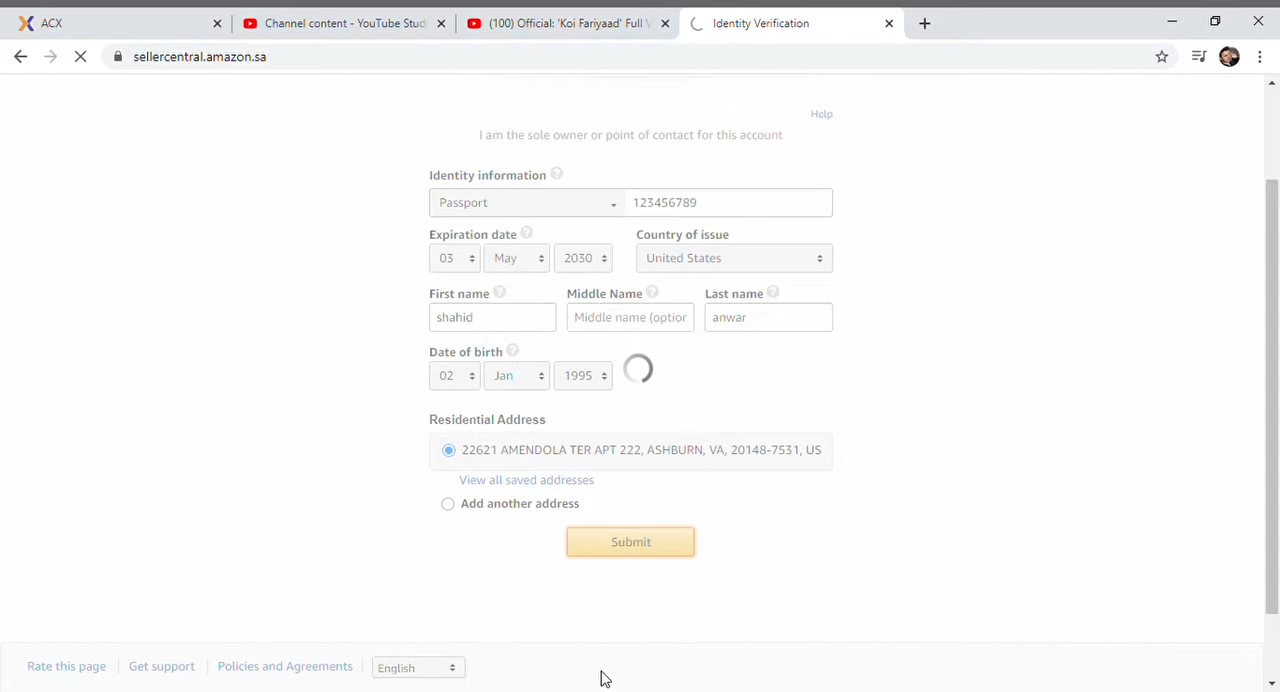 ACX
Channel content - YouTube Studi
(100) Official: 'Koi Fariyaad' Full V
Identity Verification
sellercentral.amazon.sa
Help
I am the sole owner or point of contact for this account
Identity information
Passport 123456789
Expiration date Country of issue
03 May 2030 United States
First name Middle Name Last name
shahid Middle name (option anwar
Date of birth
02 Jan 1995
Residential Address
22621 AMENDOLA TER APT 222, ASHBURN, VA, 20148-7531, US
View all saved addresses
Add another address
Submit
Rate this page Get support Policies and Agreements English